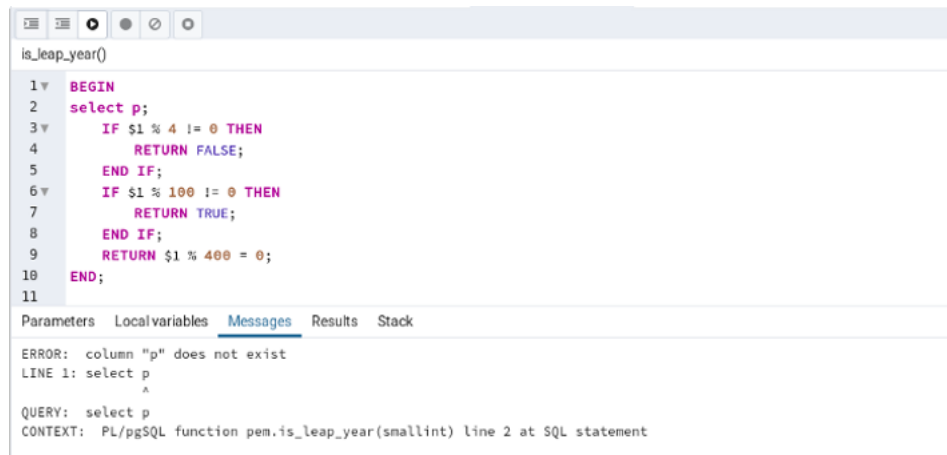 is_leap_year()
1 BEGIN
2 select p;
3 IF $1 % 4 != 0 THEN
4 RETURN FALSE;
5 END IF;
6 IF $1 % 100 != 0 THEN
7 RETURN TRUE;
8 END IF;
9 RETURN $1 % 400 = 0;
10 END;
11
Parameters Local variables Messages Results Stack
ERROR: column "p" does not exist
LINE 1: select p
^
QUERY: select p
CONTEXT: PL/pgSQL function pem.is_leap_year(smallint) line 2 at SQL statement